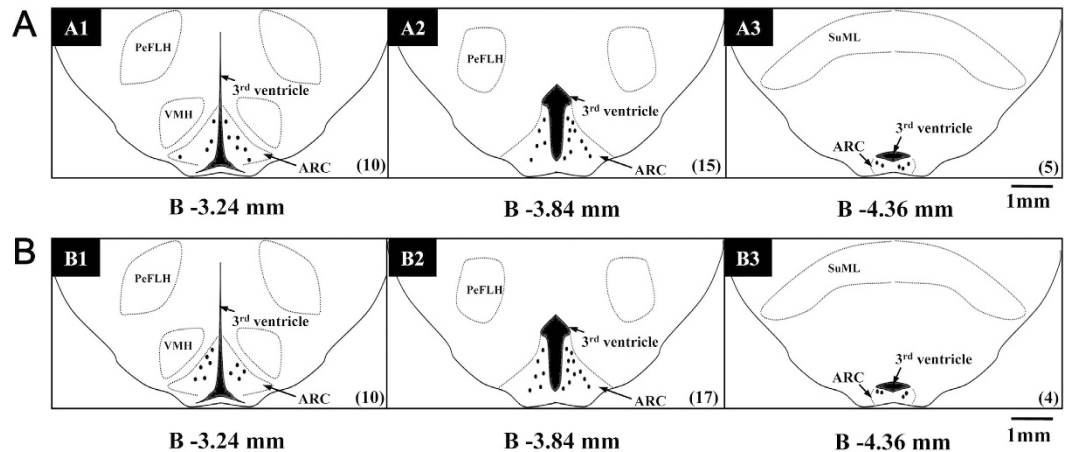 A
A1
PeFLH
3rd ventricle
VMH
ARC
(10)
B -3.24 mm
A2
PeFLH
3rd ventricle
ARC
(15)
B -3.84 mm
A3
SuML
3rd ventricle
ARC
(5)
B -4.36 mm
1mm
B
B1
PeFLH
3rd ventricle
VMH
ARC
(10)
B -3.24 mm
B2
PeFLH
3rd ventricle
ARC
(17)
B -3.84 mm
B3
SuML
3rd ventricle
ARC
(4)
B -4.36 mm
1mm